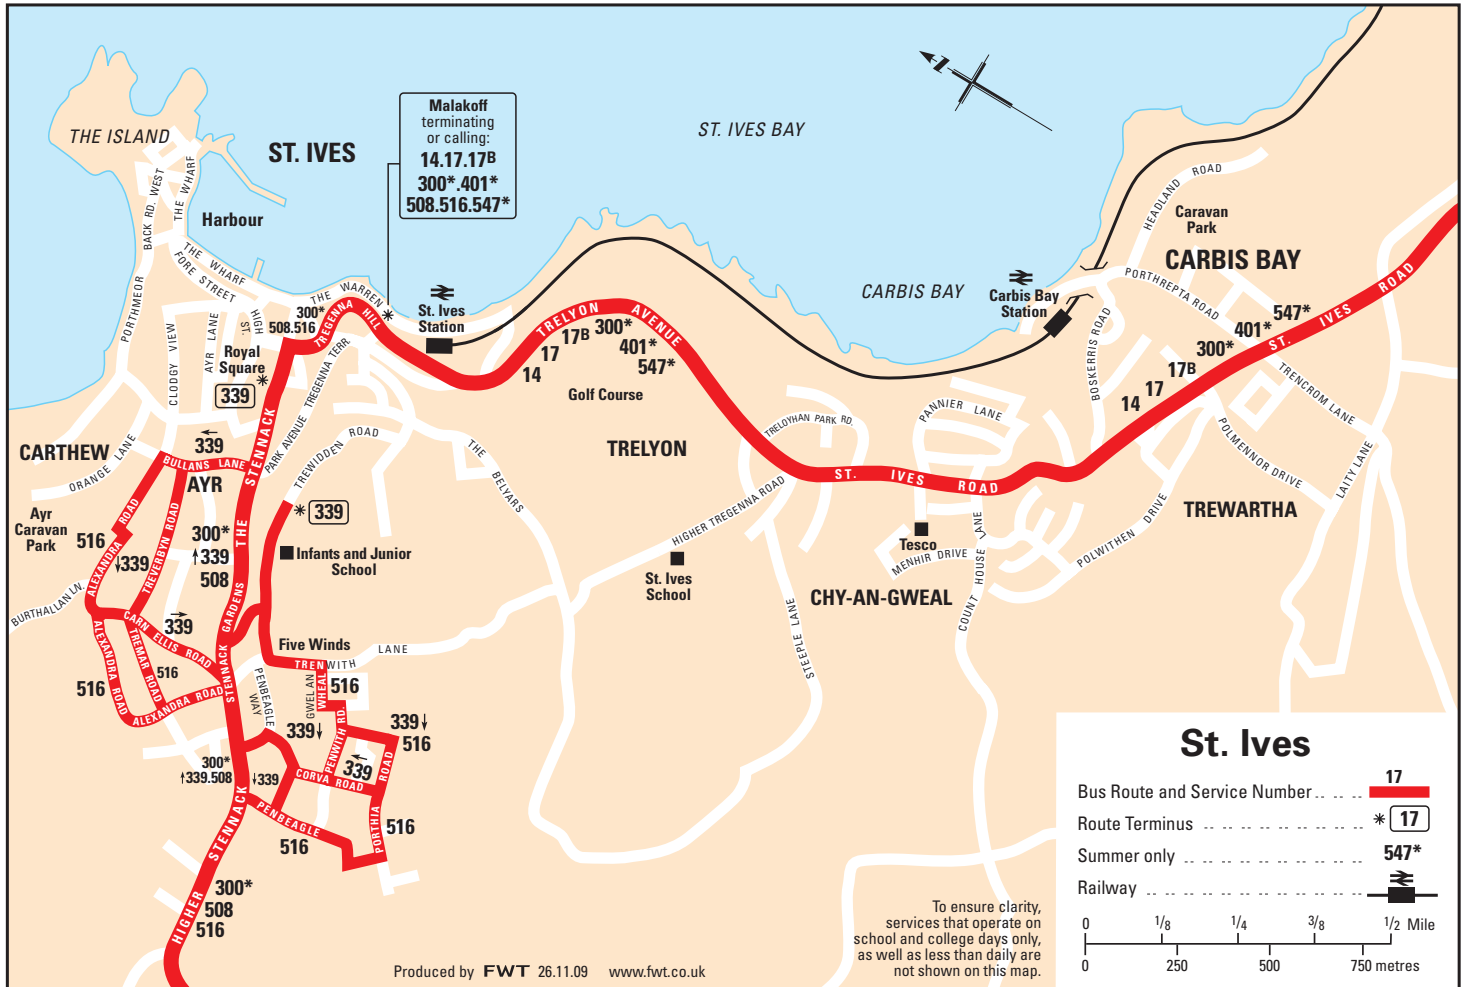 THE ISLAND
ST. IVES
Harbour
BACK RD. WEST
THE WHARF
PORTHMEOR
THE WHARF
FORE STREET
THE WARREN
HIGH
ST.
AYR LANE
CLODGY VIEW
Royal
Square
339
Malakoff
terminating
or calling:
14.17.17B
300*.401*
508.516.547*
ST. IVES BAY
CARBIS BAY
St. Ives
Station
Carbis Bay
Station
HEADLAND ROAD
Caravan
Park
CARBIS BAY
PORTHREPTA ROAD
BOSKERRIS ROAD
300*
508.516
TREGENNA HILL
PARK AVENUE TREGENNA TERR.
TRELYON AVENUE
14
17
17B
300*
401*
547*
Golf Course
TRELYON
TRELOYHAN PARK RD.
PANNIER LANE
ST. IVES ROAD
ST. IVES ROAD
14
17
17B
300*
401*
547*
TRENCROM LANE
POLMENNOR DRIVE
LAITY LANE
TREWARTHA
POLWITHEN DRIVE
CARTHEW
ORANGE LANE
339
BULLANS LANE
AYR
THE STENNACK
TREWIDDEN ROAD
THE BELYARS
339
Infants and Junior
School
Ayr
Caravan
Park
516
ALEXANDRA ROAD
339
TREVERBYN ROAD
300*
339
508
BURTHALLAN LN.
CARN ELLIS ROAD
339
TREMAR ROAD
516
ALEXANDRA ROAD
516
ALEXANDRA ROAD
STENNACK GARDENS
HIGHER TREGENNA ROAD
St. Ives
School
Tesco
MENHIR DRIVE
COUNT HOUSE LANE
CHY-AN-GWEAL
STEEPLE LANE
Five Winds
TRENWITH LANE
PENBEAGLE
WAY
GWELAN
WHEAL
516
339
PENWITH RD.
339
516
339
CORVA ROAD
PORTHIA ROAD
516
300*
339.508
339
PENBEAGLE
516
HIGHER STENNACK
300*
508
516
Produced by FWT 26.11.09 www.fwt.co.uk
To ensure clarity,
services that operate on
school and college days only,
as well as less than daily are
not shown on this map.
St. Ives
17
Bus Route and Service Number
Route Terminus * 17
Summer only 547*
Railway
0 1/8 1/4 3/8 1/2 Mile
0 250 500 750 metres